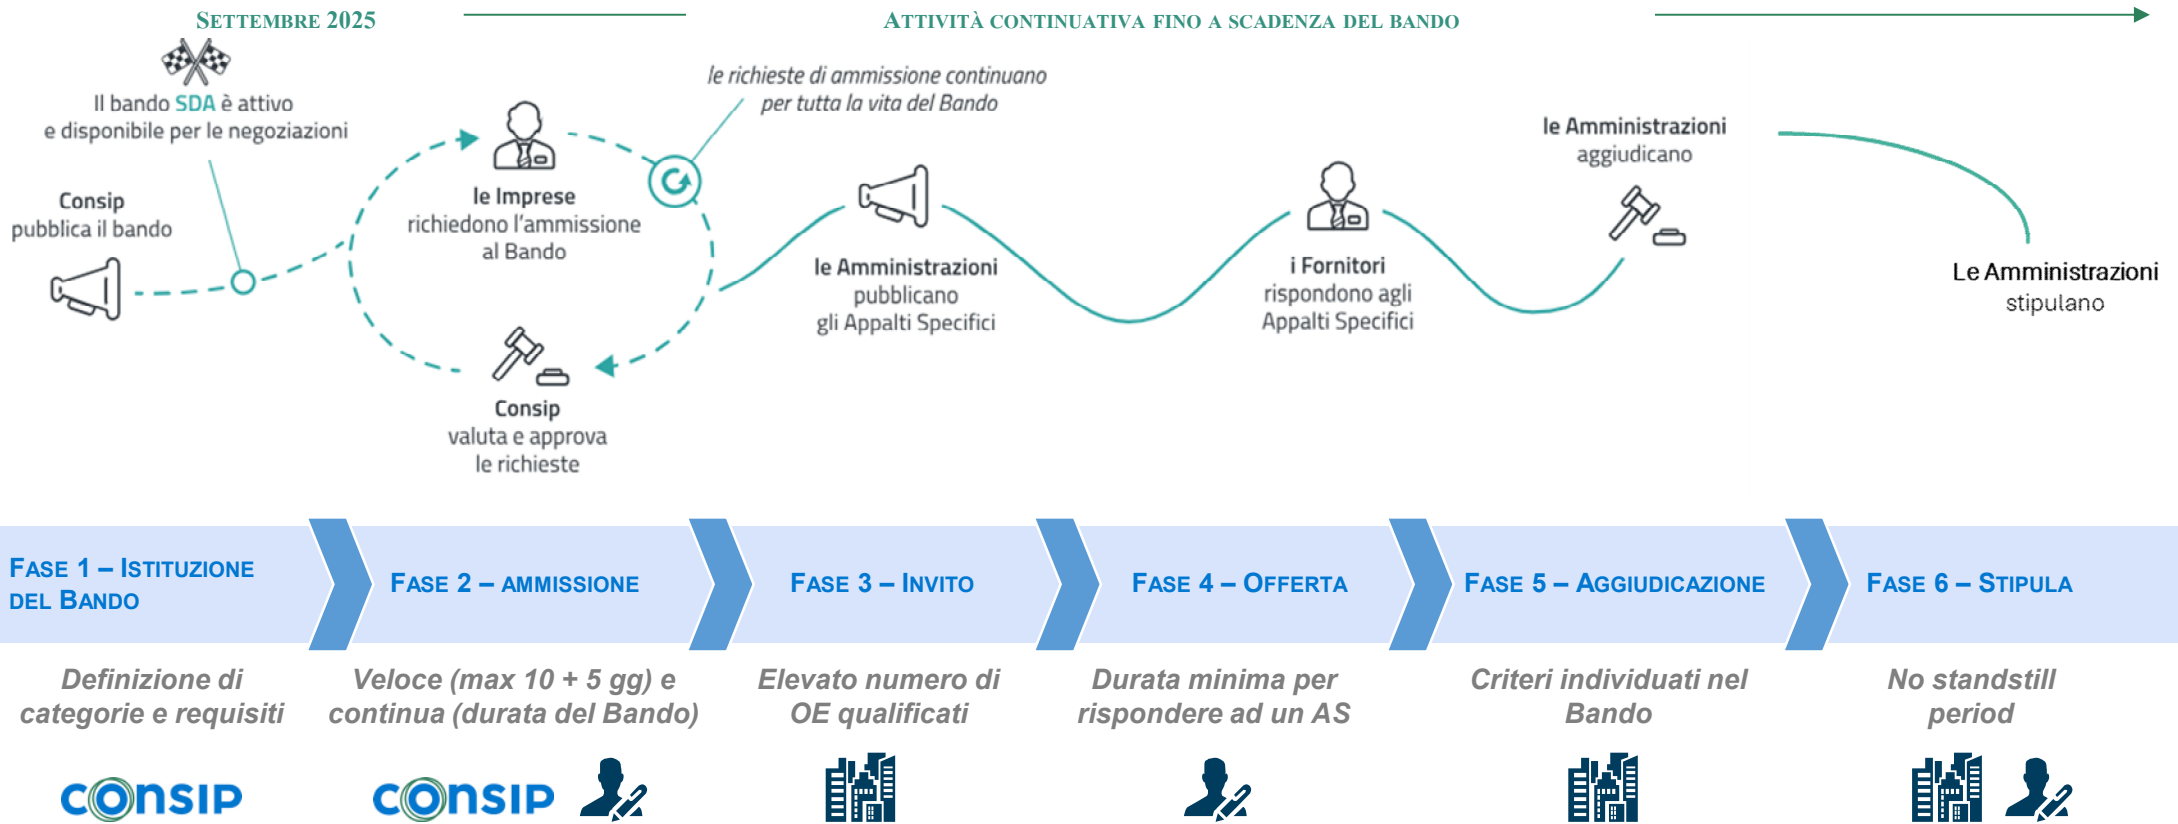 SETTEMBRE 2025
ATTIVITÀ CONTINUATIVA FINO A SCADENZA DEL BANDO
Il bando SDA è attivo
e disponibile per le negoziazioni
Consip
pubblica il bando
le Imprese
richiedono l'ammissione
al Bando
le richieste di ammissione continuano
per tutta la vita del Bando
Consip
valuta e approva
le richieste
le Amministrazioni
pubblicano
gli Appalti Specifici
i Fornitori
rispondono agli
Appalti Specifici
le Amministrazioni
aggiudicano
Le Amministrazioni
stipulano
FASE 1 – ISTITUZIONE
DEL BANDO
FASE 2 – AMMISSIONE
FASE 3 – INVITO
FASE 4 – OFFERTA
FASE 5 – AGGIUDICAZIONE
FASE 6 – STIPULA
Definizione di
categorie e requisiti
Veloce (max 10 + 5 gg) e
continua (durata del Bando)
Elevato numero di
OE qualificati
Durata minima per
rispondere ad un AS
Criteri individuati nel
Bando
No standstill
period
consip
consip